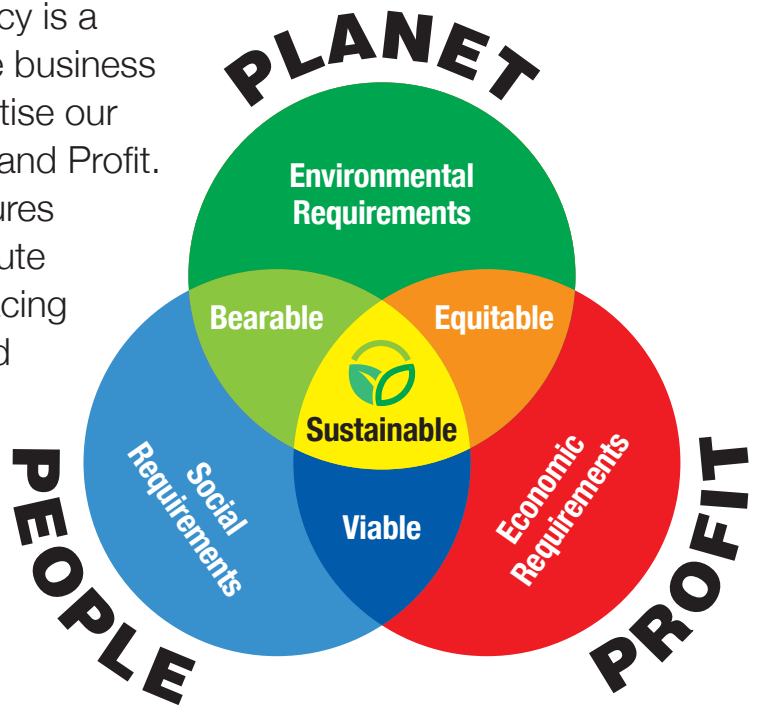 cy is a
business
tise our
and Profit.
ures
ute
acing
PLANET
Environmental
Requirements
Bearable
Equitable
Sustainable
Social
Requirements
Viable
Economic
Requirements
PEOPLE
PROFIT